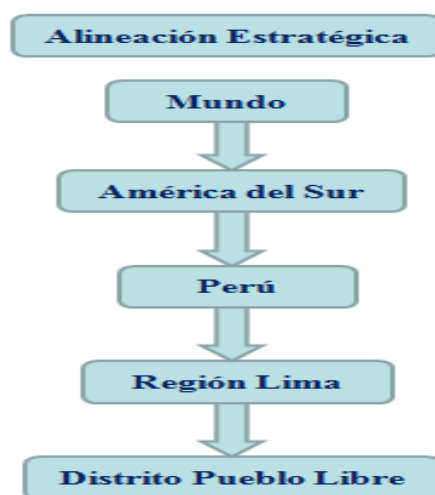 Alineación Estratégica
Mundo
América del Sur
Perú
Región Lima
Distrito Pueblo Libre